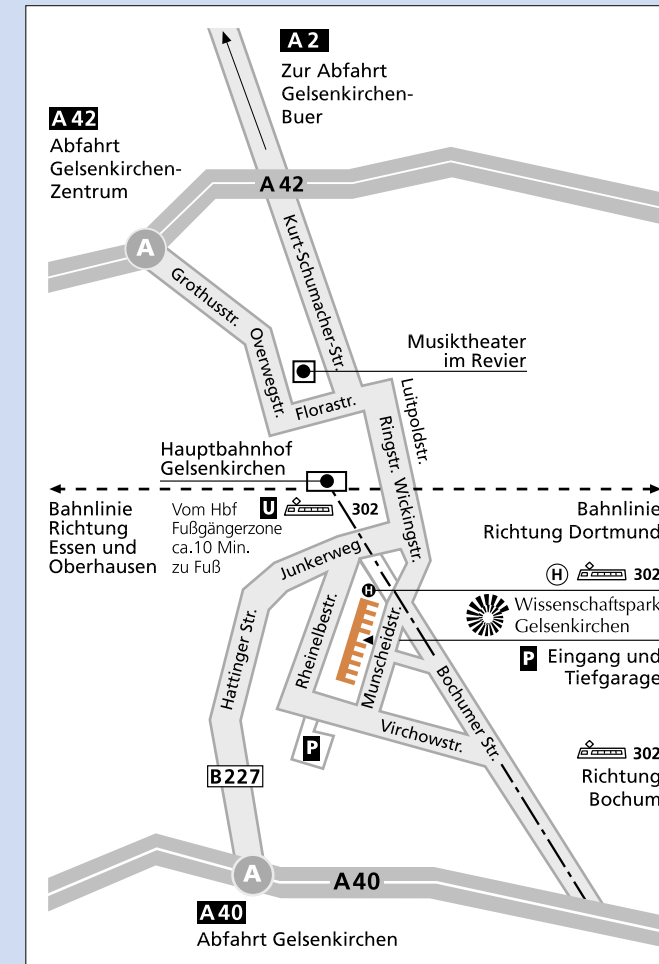 A 2
Zur Abfahrt
Gelsenkirchen-
Buer
A 42
Abfahrt
Gelsenkirchen-
Zentrum
A 42
A
Kurt-Schumacher-Str.
Grothusstr.
Overwegstr.
Musiktheater
im Revier
Florastr.
Luitpoldstr.
Ringstr.
Hauptbahnhof
Gelsenkirchen
Wickingstr.
Bahnlinie
Richtung
Essen und
Oberhausen
Vom Hbf
Fußgängerzone
ca.10 Min.
zu Fuß
U
302
Bahnlinie
Richtung Dortmund
Junkerweg
H
302
H
Wissenschaftspark
Gelsenkirchen
Rheinelbestr.
Munscheidstr.
Hattinger Str.
P
Eingang und
Tiefgarage
Bochumer Str.
Virchowstr.
P
302
Richtung
Bochum
B227
A
A40
A40
Abfahrt Gelsenkirchen